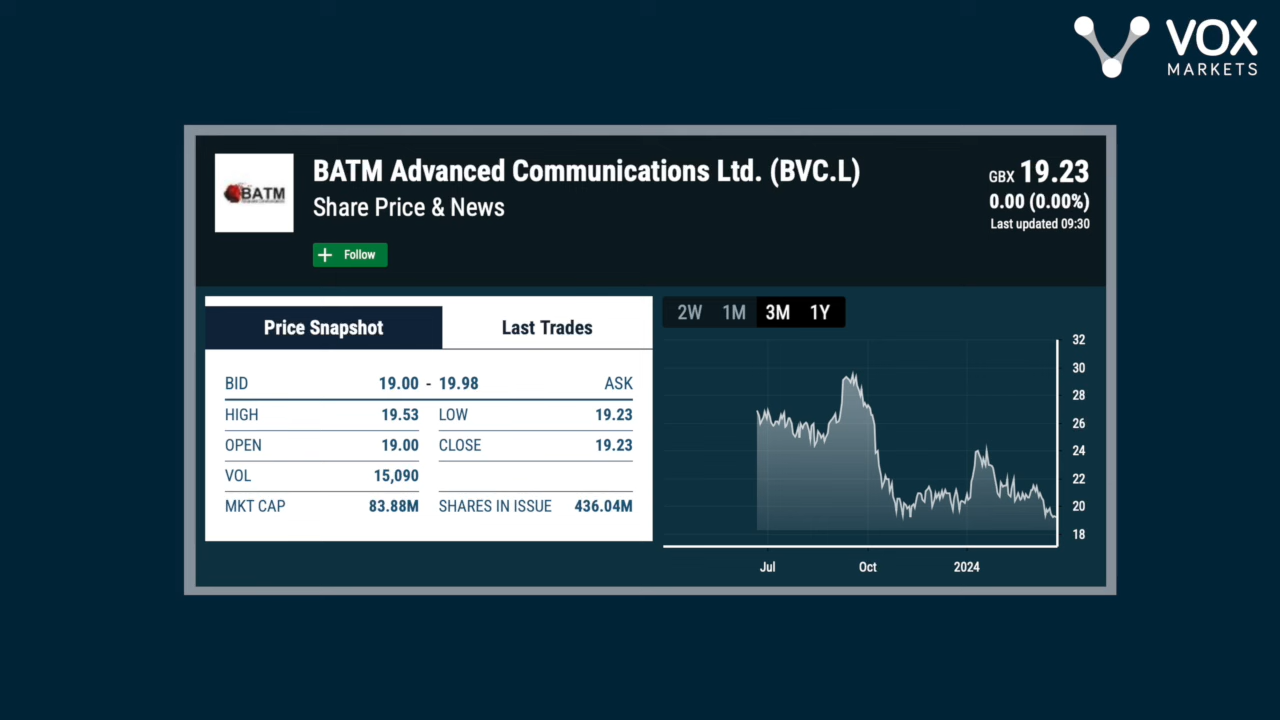 VOX
MARKETS
BATM
BATM Advanced Communications Ltd. (BVC.L)
Share Price & News
+ Follow
GBX 19.23
0.00 (0.00%)
Last updated 09:30
Price Snapshot Last Trades
BID 19.00 - 19.98 ASK
HIGH 19.53 LOW 19.23
OPEN 19.00 CLOSE 19.23
VOL 15,090
MKT CAP 83.88M SHARES IN ISSUE 436.04M
2W 1M 3M 1Y
32
30
28
26
24
22
20
18
Jul Oct 2024